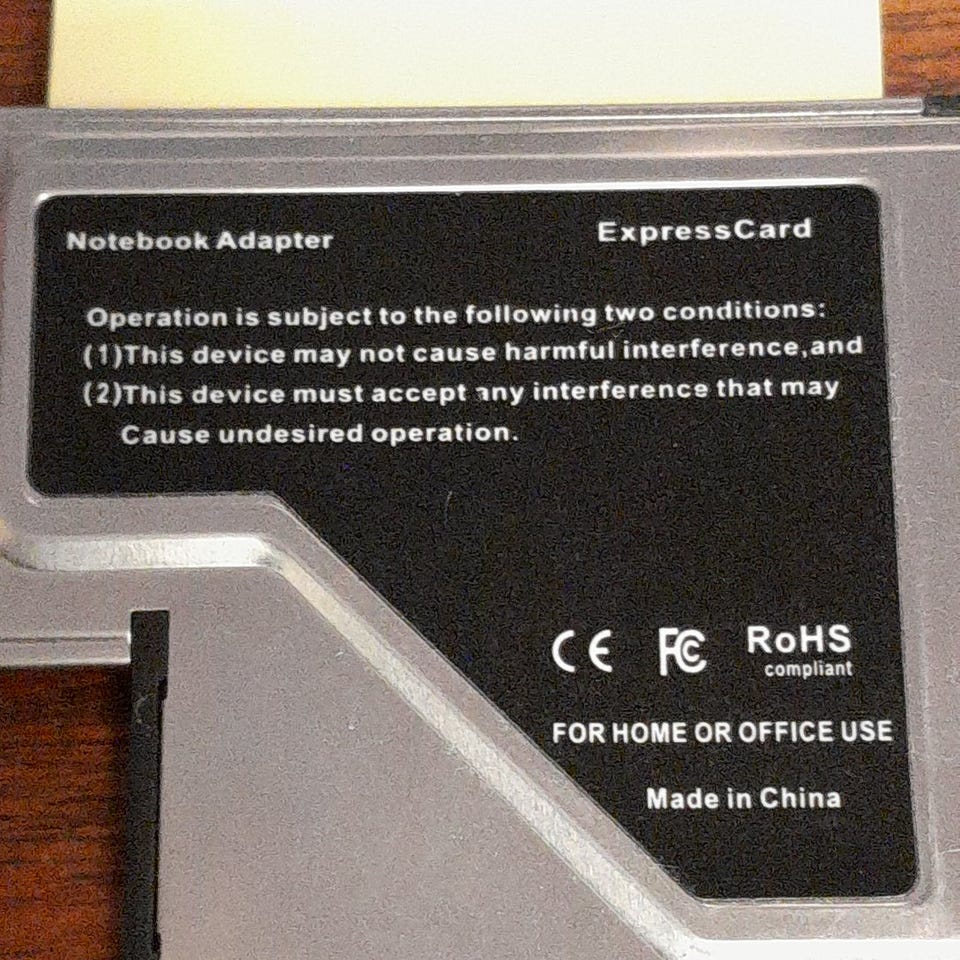 Notebook Adapter
ExpressCard
Operation is subject to the following two conditions:
(1)This device may not cause harmful interference,and
(2)This device must accept any interference that may
Cause undesired operation.
CE FC RoHS
compliant
FOR HOME OR OFFICE USE
Made in China